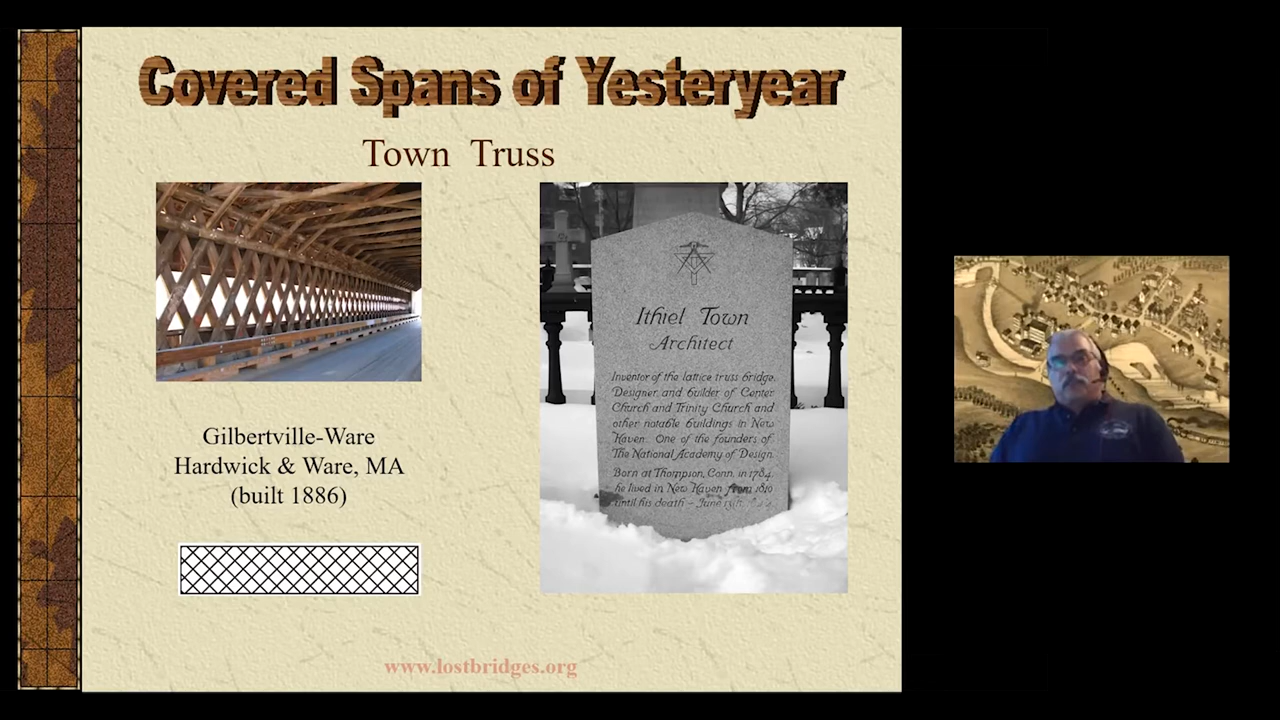 Covered Spans of Yesteryear
Town Truss
Gilbertville-Ware
Hardwick & Ware, MA
(built 1886)
Ithiel Town
Architect
Inventor of the lattice truss bridge.
Designer and builder of Center
Church and Trinity Church and
other notable buildings in New
Haven. One of the founders of
The National Academy of Design.
Born at Thompson, Conn. in 1784.
he lived in New Haven from 1810
until his death – June
www.lostbridges.org